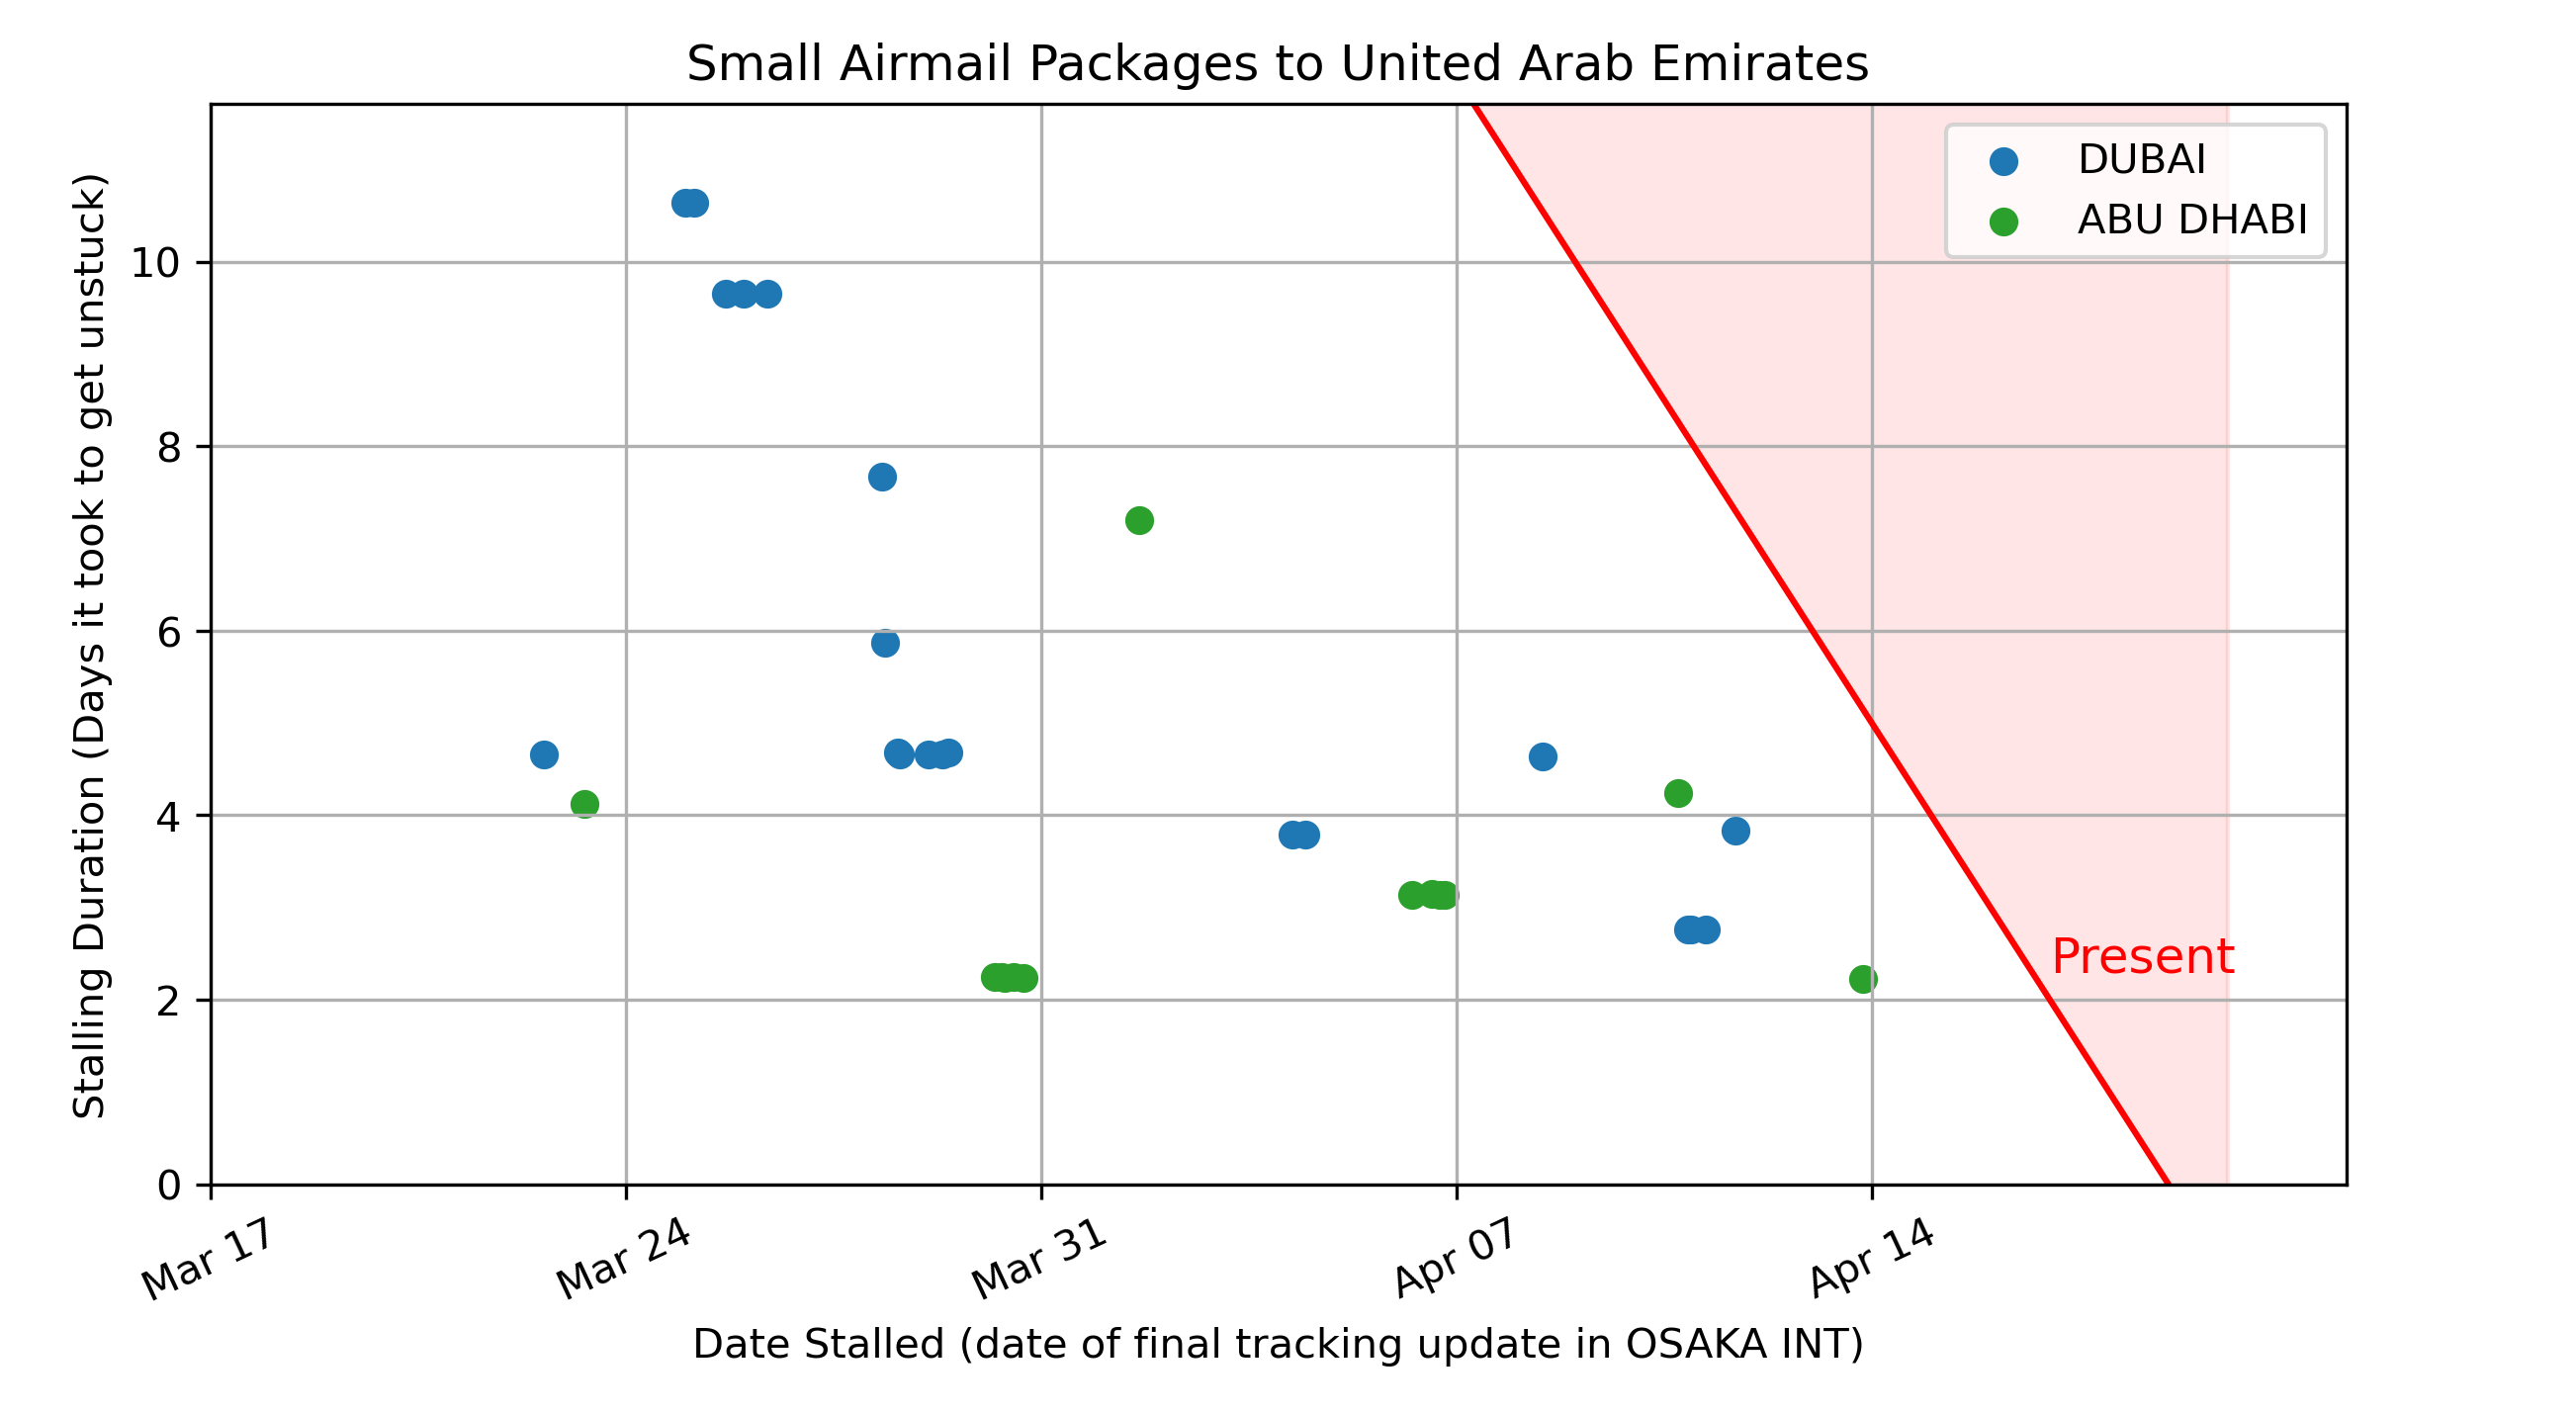 Small Airmail Packages to United Arab Emirates
DUBAI
ABU DHABI
Stalling Duration (Days it took to get unstuck)
10
8
6
4
2
0
Present
Mar 17
Mar 24
Mar 31
Apr 07
Apr 14
Date Stalled (date of final tracking update in OSAKA INT)